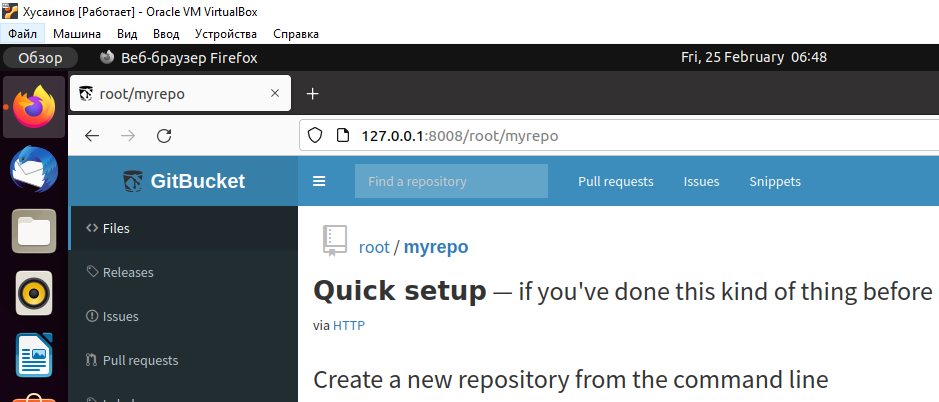 Хусаинов [Работает] - Oracle VM VirtualBox
Файл Машина Вид Ввод Устройства Справка
Обзор Веб-браузер Firefox Fri, 25 February 06:48
root/myrepo
127.0.0.1:8008/root/myrepo
GitBucket Find a repository Pull requests Issues Snippets
Files
root / myrepo
Releases
Quick setup — if you've done this kind of thing before
Issues
via HTTP
Pull requests
Create a new repository from the command line